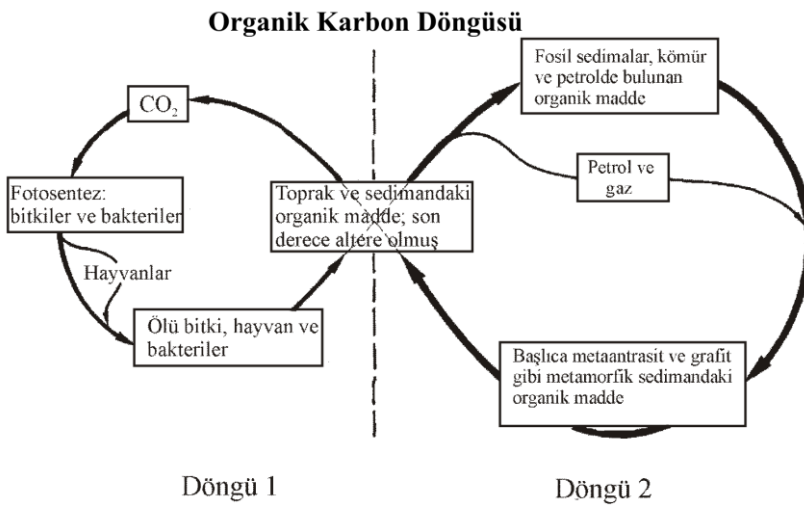 Organik Karbon Döngüsü
CO2
Fotosentez:
bitkiler ve bakteriler
Hayvanlar
Ölü bitki, hayvan ve
bakteriler
Toprak ve sedimandaki
organik madde; son
derece altere olmuş
Fosil sedimalar, kömür
ve petrolde bulunan
organik madde
Petrol ve
gaz
Başlıca metaantrasit ve grafit
gibi metamorfik sedimandaki
organik madde
Döngü 1
Döngü 2